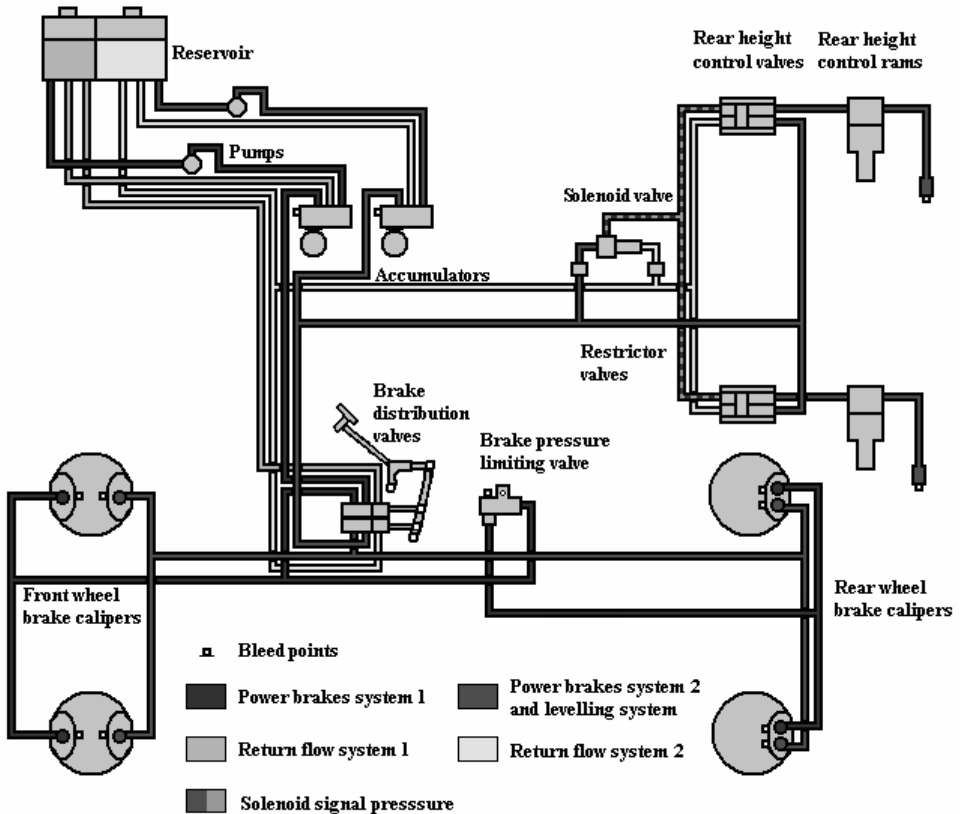 Reservoir
Rear height
control valves
Rear height
control rams
Pumps
Solenoid valve
Accumulators
Restrictor
valves
Brake
distribution
valves
Brake pressure
limiting valve
Front wheel
brake calipers
Rear wheel
brake calipers
Bleed points
Power brakes system 1
Power brakes system 2
and levelling system
Return flow system 1
Return flow system 2
Solenoid signal presssure